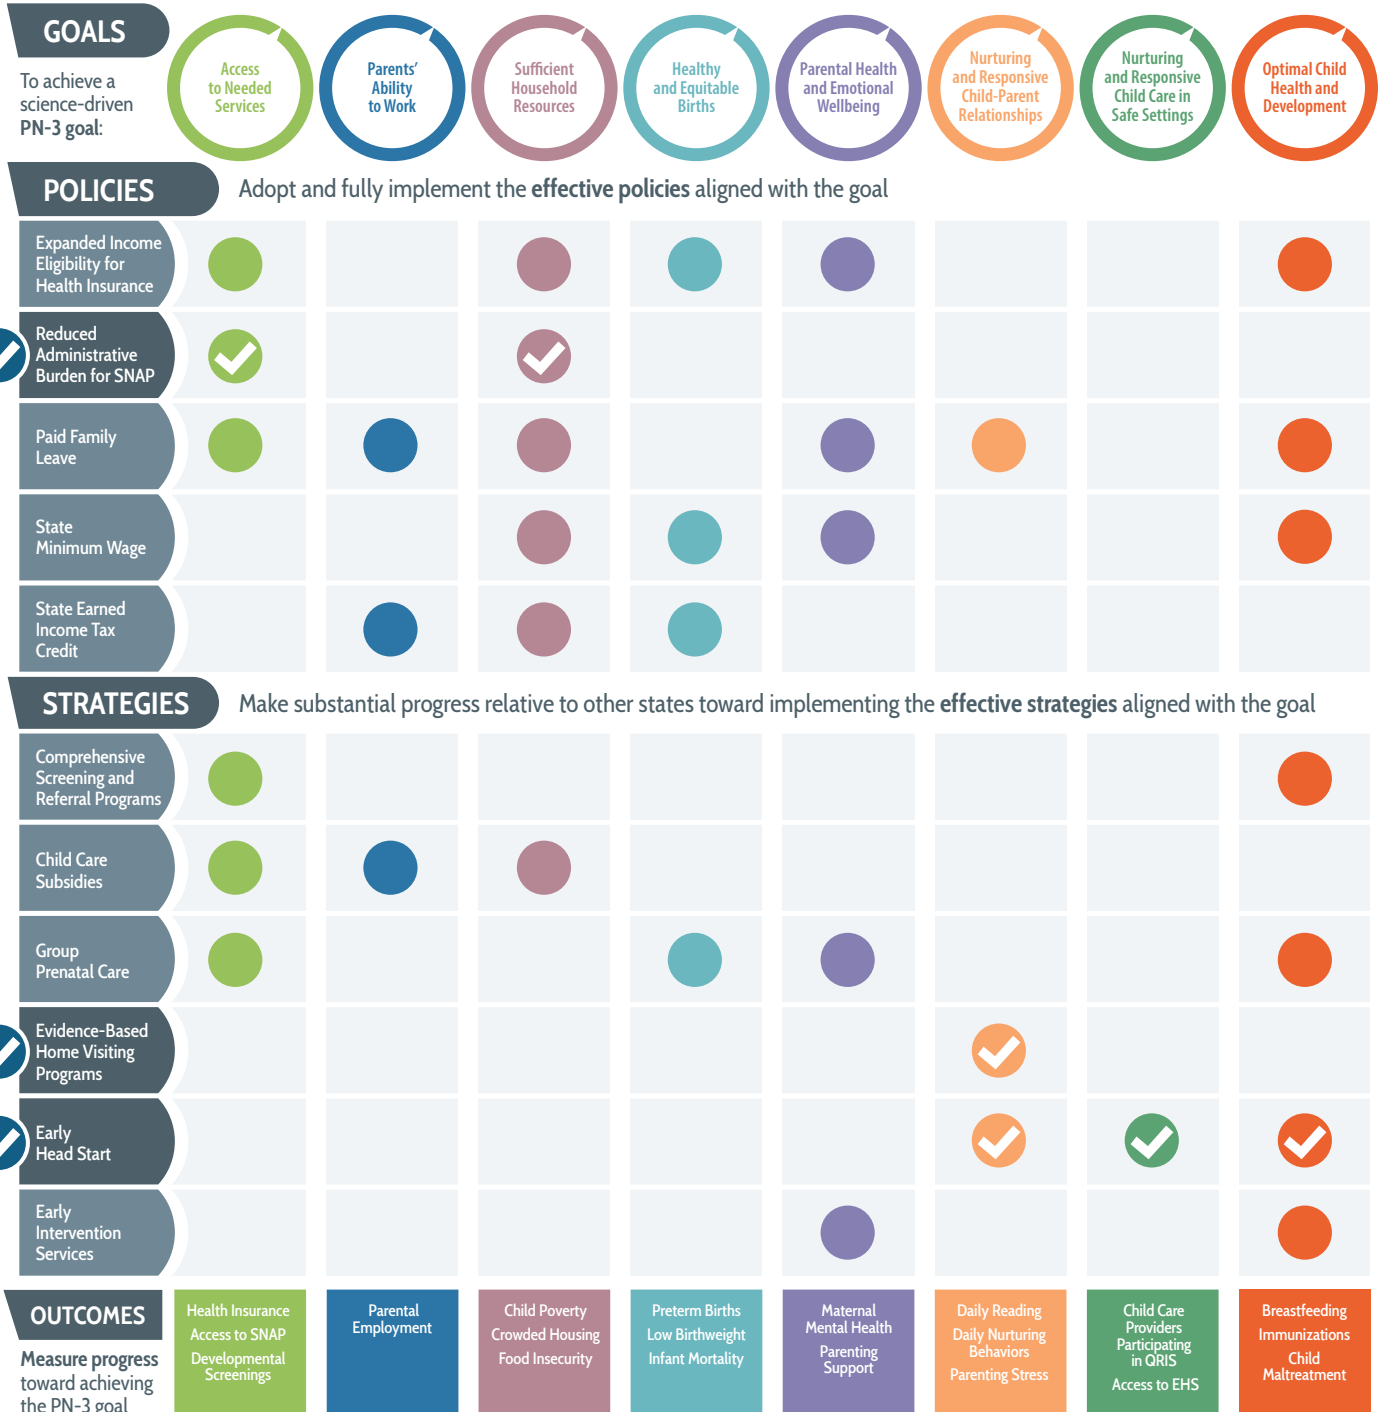 GOALS
To achieve a
science-driven
PN-3 goal:
Access
to Needed
Services
Parents’
Ability
to Work
Sufficient
Household
Resources
Healthy
and Equitable
Births
Parental Health
and Emotional
Wellbeing
Nurturing
and Responsive
Child-Parent
Relationships
Nurturing
and Responsive
Child Care in
Safe Settings
Optimal Child
Health and
Development
POLICIES
Adopt and fully implement the effective policies aligned with the goal
Expanded Income
Eligibility for
Health Insurance
Reduced
Administrative
Burden for SNAP
Paid Family
Leave
State
Minimum Wage
State Earned
Income Tax
Credit
STRATEGIES
Make substantial progress relative to other states toward implementing the effective strategies aligned with the goal
Comprehensive
Screening and
Referral Programs
Child Care
Subsidies
Group
Prenatal Care
Evidence-Based
Home Visiting
Programs
Early
Head Start
Early
Intervention
Services
OUTCOMES
Measure progress
toward achieving
the PN-3 goal
Health Insurance
Access to SNAP
Developmental
Screenings
Parental
Employment
Child Poverty
Crowded Housing
Food Insecurity
Preterm Births
Low Birthweight
Infant Mortality
Maternal
Mental Health
Parenting
Support
Daily Reading
Daily Nurturing
Behaviors
Parenting Stress
Child Care
Providers
Participating
in QRIS
Access to EHS
Breastfeeding
Immunizations
Child
Maltreatment